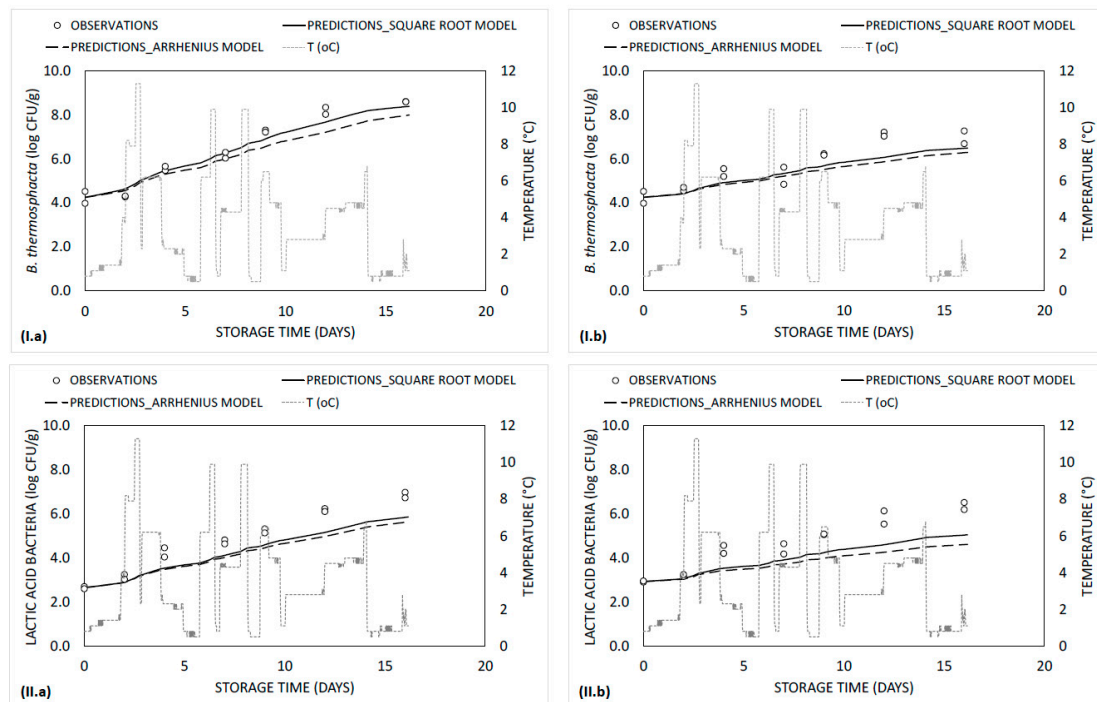 OBSERVATIONS PREDICTIONS_SQUARE ROOT MODEL
PREDICTIONS_ARRHENIUS MODEL T (oC)
10.0
8.0
6.0
4.0
2.0
0.0
B. thermosphacta (log CFU/g)
12
10
8
6
4
2
0
TEMPERATURE (°C)
0 5 10 15 20
STORAGE TIME (DAYS)
(I.a)
OBSERVATIONS PREDICTIONS_SQUARE ROOT MODEL
PREDICTIONS_ARRHENIUS MODEL T (oC)
10.0
8.0
6.0
4.0
2.0
0.0
B. thermosphacta (log CFU/g)
12
10
8
6
4
2
0
TEMPERATURE (°C)
0 5 10 15 20
STORAGE TIME (DAYS)
(I.b)
OBSERVATIONS PREDICTIONS_SQUARE ROOT MODEL
PREDICTIONS_ARRHENIUS MODEL T (oC)
10.0
8.0
6.0
4.0
2.0
0.0
LACTIC ACID BACTERIA (log CFU/g)
12
10
8
6
4
2
0
TEMPERATURE (°C)
0 5 10 15 20
STORAGE TIME (DAYS)
(II.a)
OBSERVATIONS PREDICTIONS_SQUARE ROOT MODEL
PREDICTIONS_ARRHENIUS MODEL T (oC)
10.0
8.0
6.0
4.0
2.0
0.0
LACTIC ACID BACTERIA (log CFU/g)
12
10
8
6
4
2
0
TEMPERATURE (°C)
0 5 10 15 20
STORAGE TIME (DAYS)
(II.b)